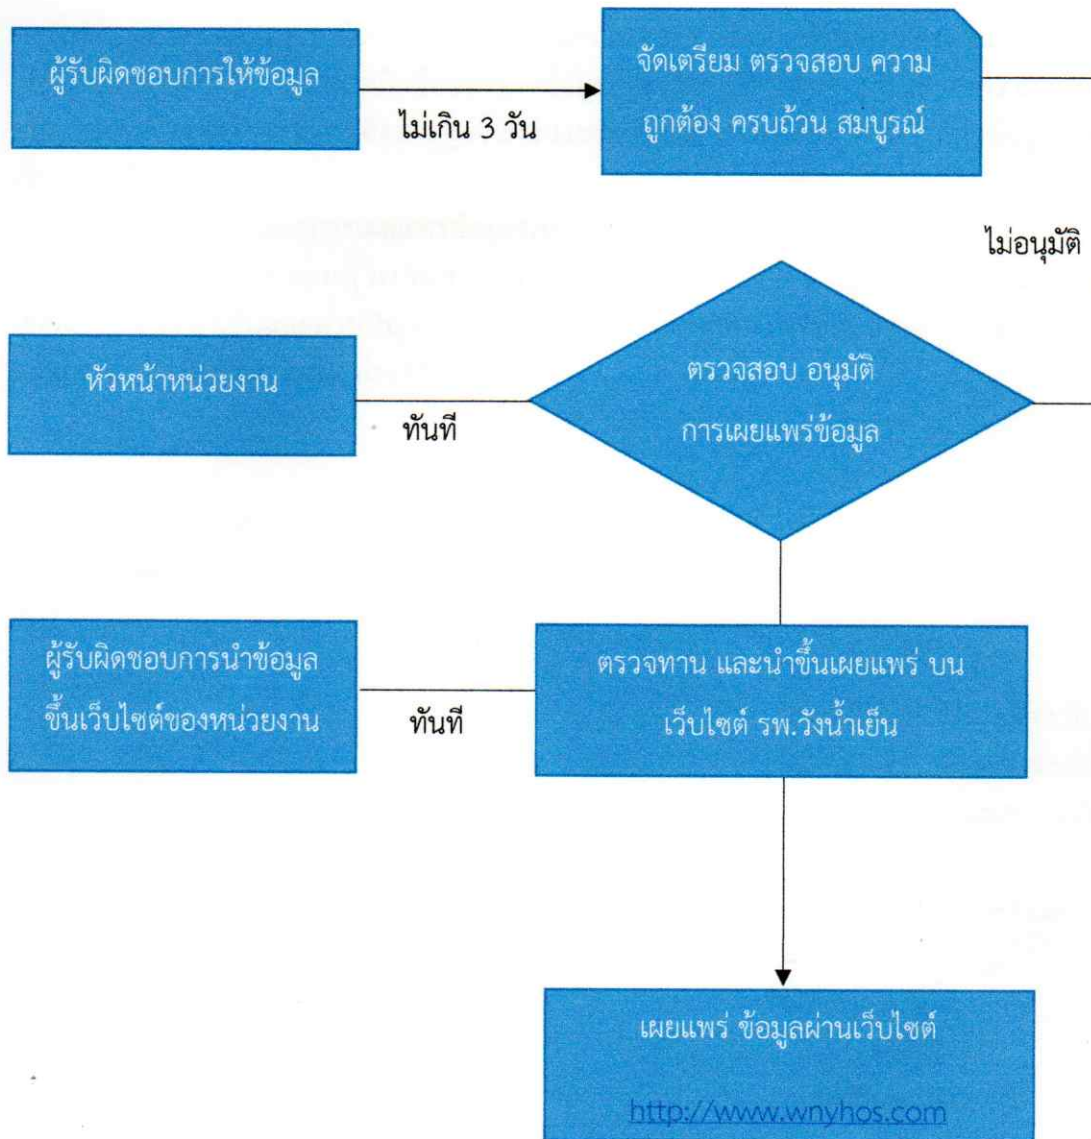 ผู้รับผิดชอบการให้ข้อมูล
ไม่เกิน 3 วัน
จัดเตรียม ตรวจสอบ ความ
ถูกต้อง ครบถ้วน สมบูรณ์
ไม่อนุมัติ
หัวหน้าหน่วยงาน
ทันที
ตรวจสอบ อนุมัติ
การเผยแพร่ข้อมูล
ผู้รับผิดชอบการนำข้อมูล
ขึ้นเว็บไซต์ของหน่วยงาน
ทันที
ตรวจทาน และนำขึ้นเผยแพร่ บน
เว็บไซต์ รพ.วังน้ำเย็น
เผยแพร่ ข้อมูลผ่านเว็บไซต์
http://www.wnyhos.com